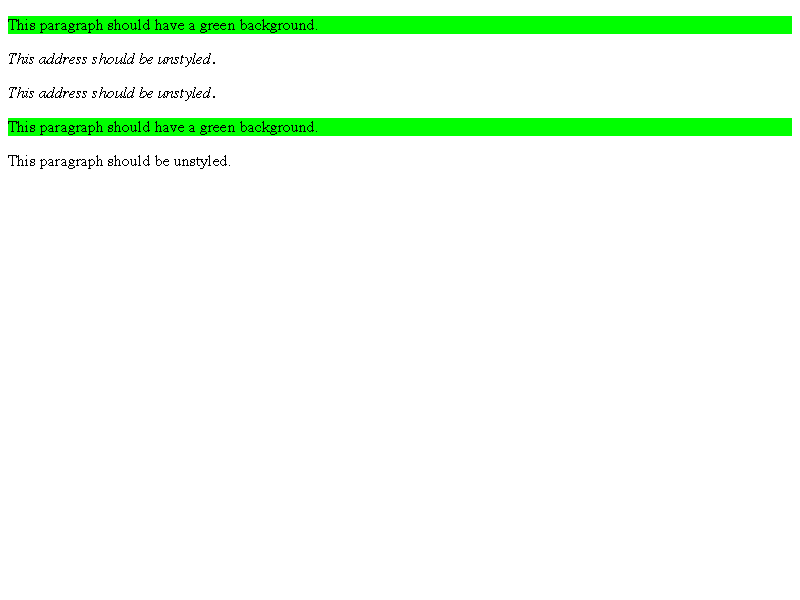 This paragraph should have a green background.
This address should be unstyled.
This address should be unstyled.
This paragraph should have a green background.
This paragraph should be unstyled.